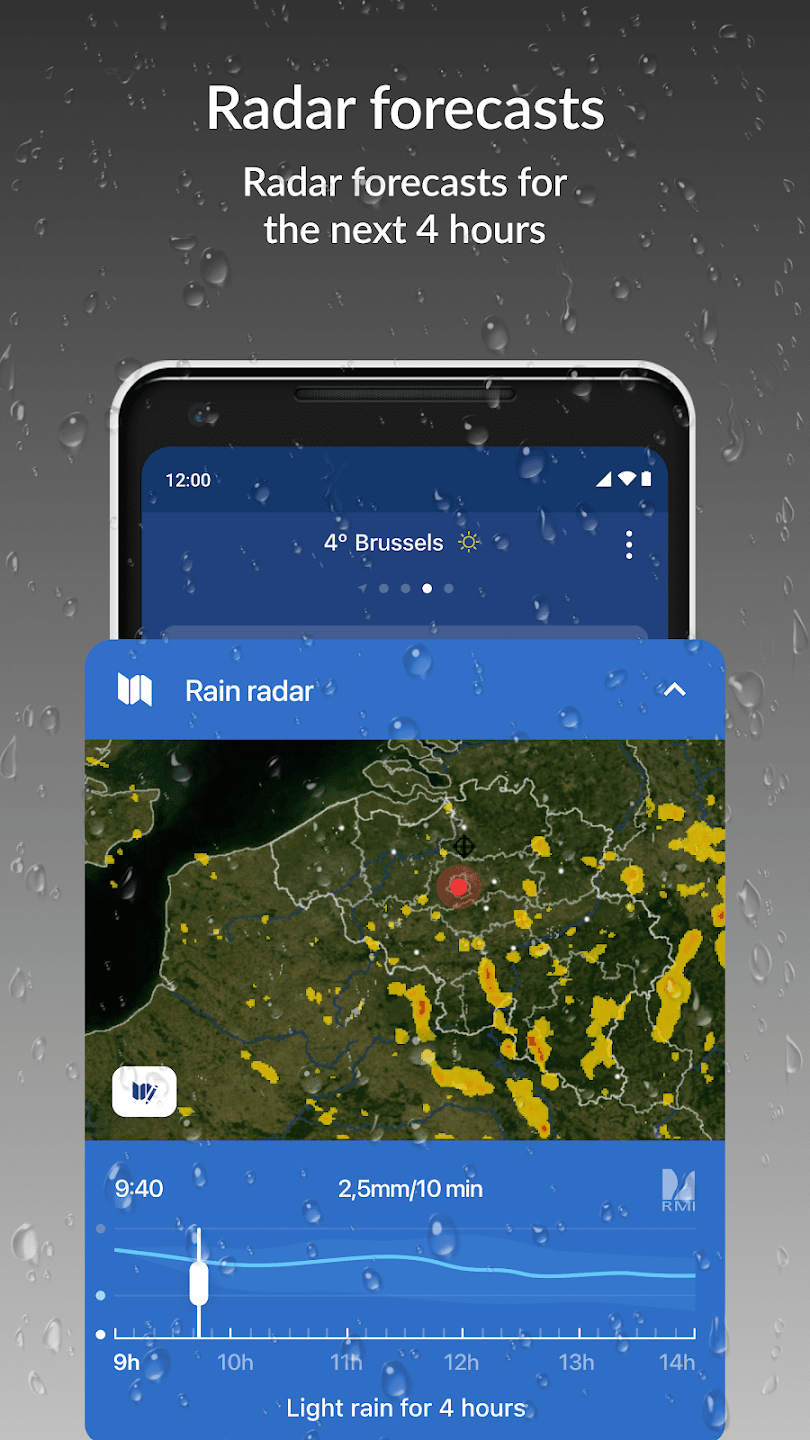 Radar forecasts
Radar forecasts for
the next 4 hours
12:00
4° Brussels
Rain radar
9:40
2,5mm/10 min
RMI
9h 10h 11h 12h 13h 14h
Light rain for 4 hours